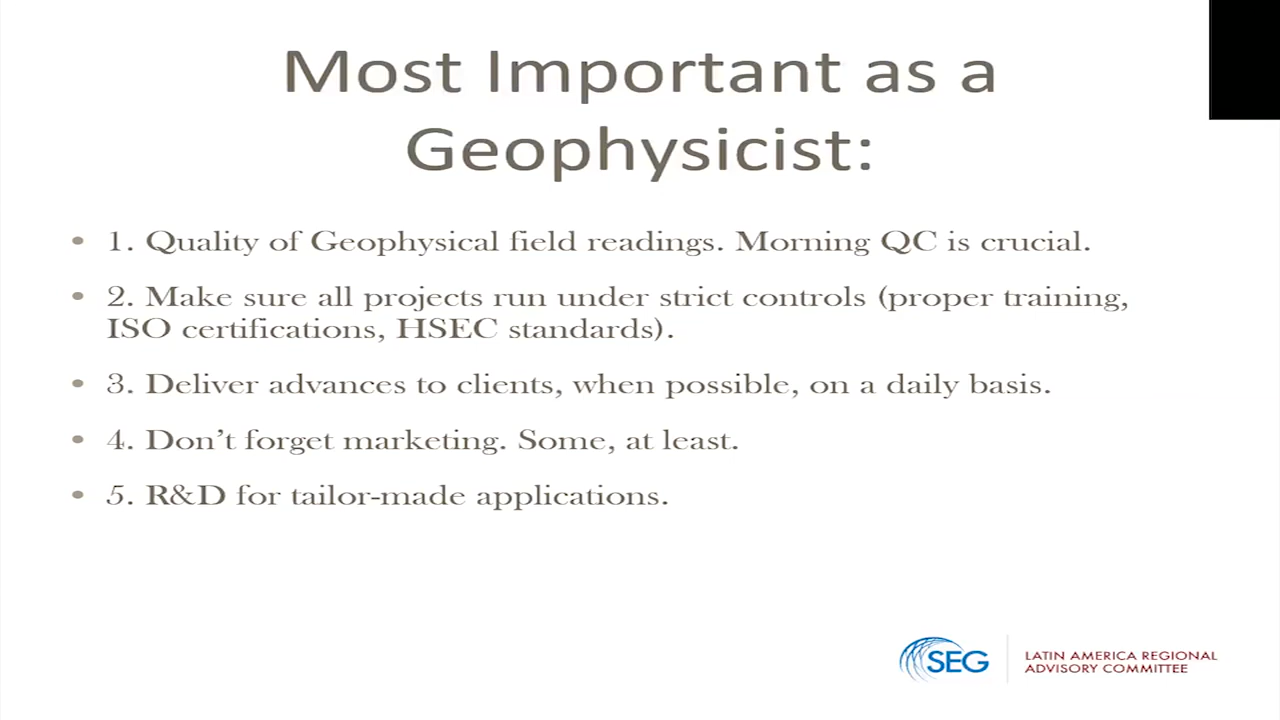 Most Important as a
Geophysicist:
• 1. Quality of Geophysical field readings. Morning QC is crucial.
• 2. Make sure all projects run under strict controls (proper training,
ISO certifications, HSEC standards).
• 3. Deliver advances to clients, when possible, on a daily basis.
• 4. Don't forget marketing. Some, at least.
• 5. R&D for tailor-made applications.
SEG
LATIN AMERICA REGIONAL
ADVISORY COMMITTEE